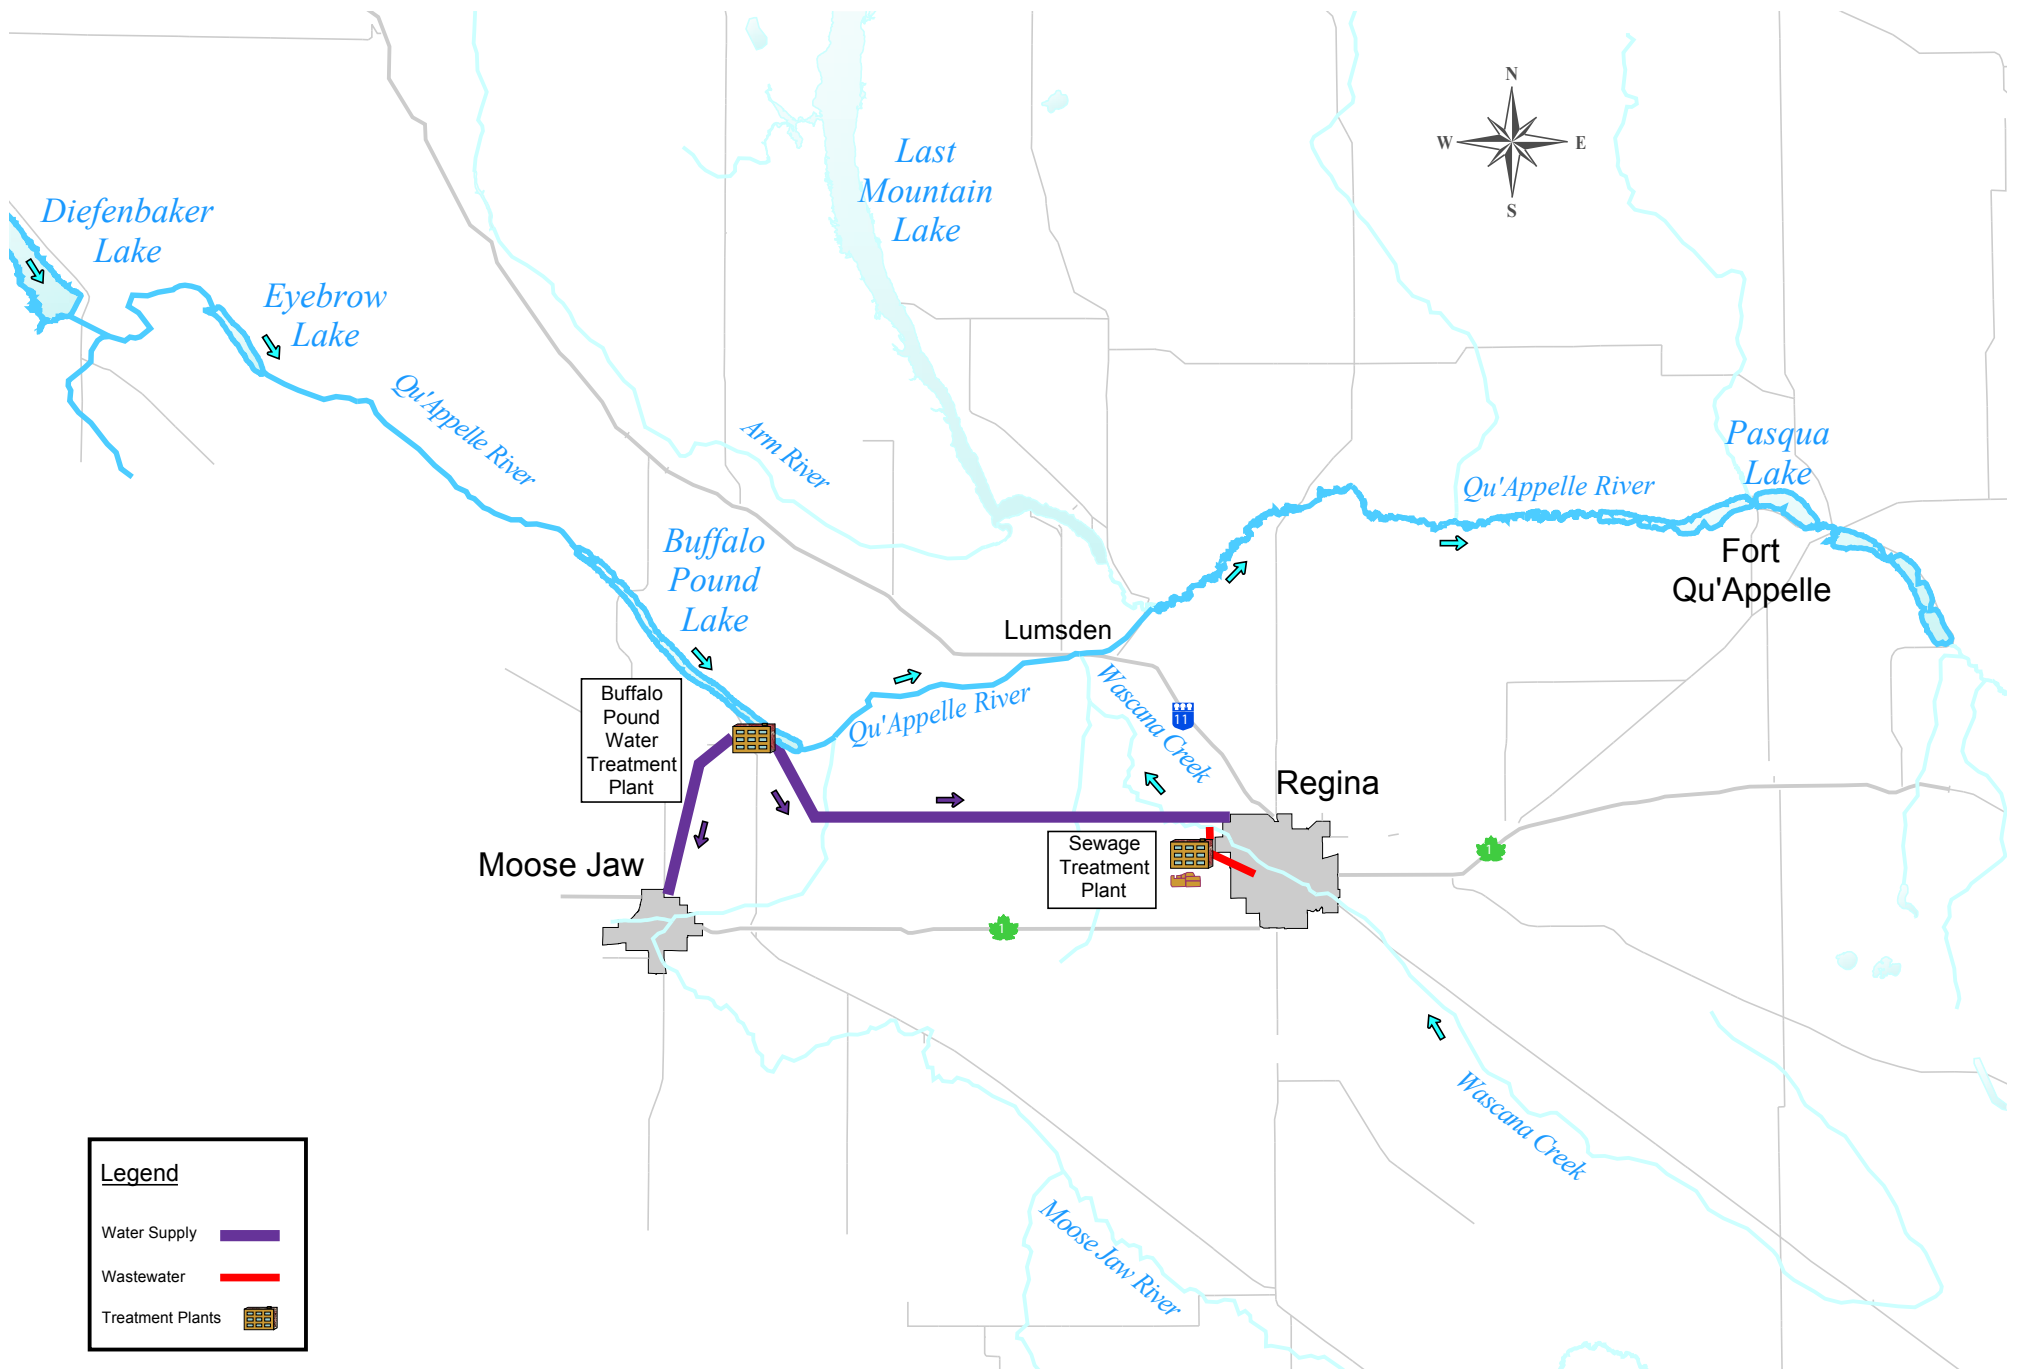 N
W
E
S
Diefenbaker
Lake
Eyebrow
Lake
Last
Mountain
Lake
Qu'Appelle River
Arm River
Pasqua
Lake
Qu'Appelle River
Fort
Qu'Appelle
Buffalo
Pound
Lake
Lumsden
Buffalo
Pound
Water
Treatment
Plant
Qu'Appelle River
Wascana Creek
11
Regina
Moose Jaw
Sewage
Treatment
Plant
1
1
Wascana Creek
Moose Jaw River
Legend
Water Supply
Wastewater
Treatment Plants